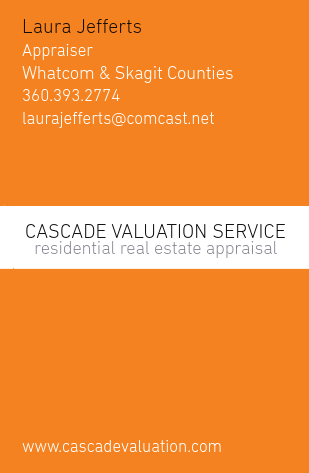 Laura Jefferts
Appraiser
Whatcom & Skagit Counties
360.393.2774
laurajefferts@comcast.net
CASCADE VALUATION SERVICE
residential real estate appraisal
www.cascadevaluation.com